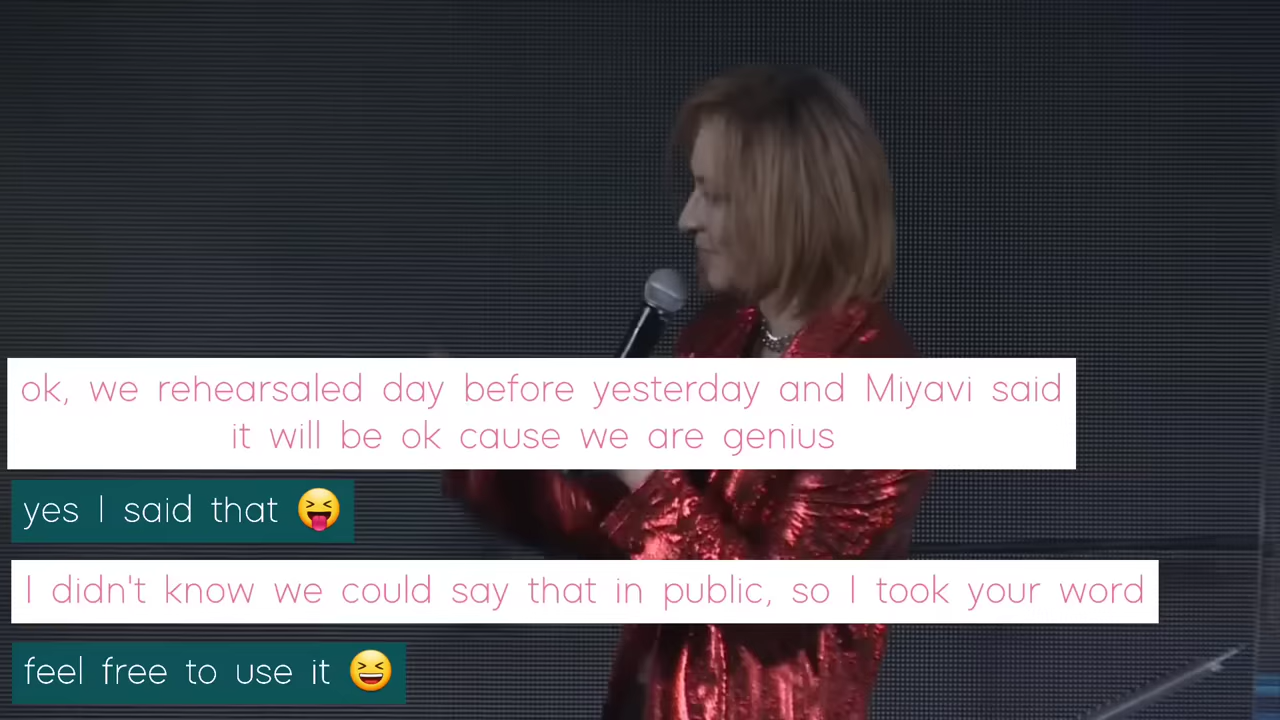 ok, we rehearsaled day before yesterday and Miyavi said
it will be ok cause we are genius
yes I said that 😝
I didn't know we could say that in public, so I took your word
feel free to use it 😆